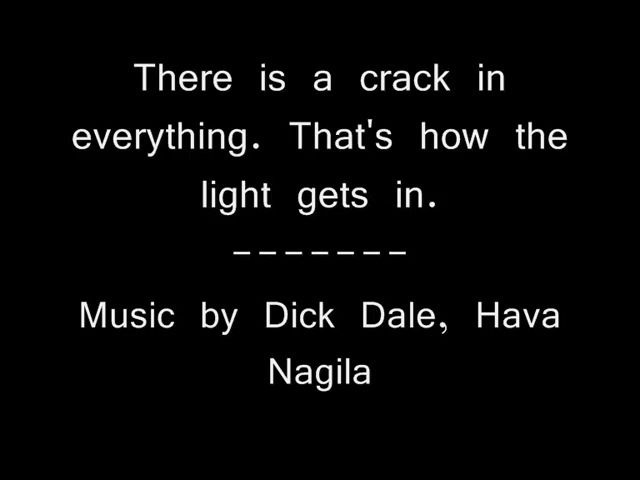 There is a crack in
everything. That's how the
light gets in.
-------
Music by Dick Dale, Hava
Nagila